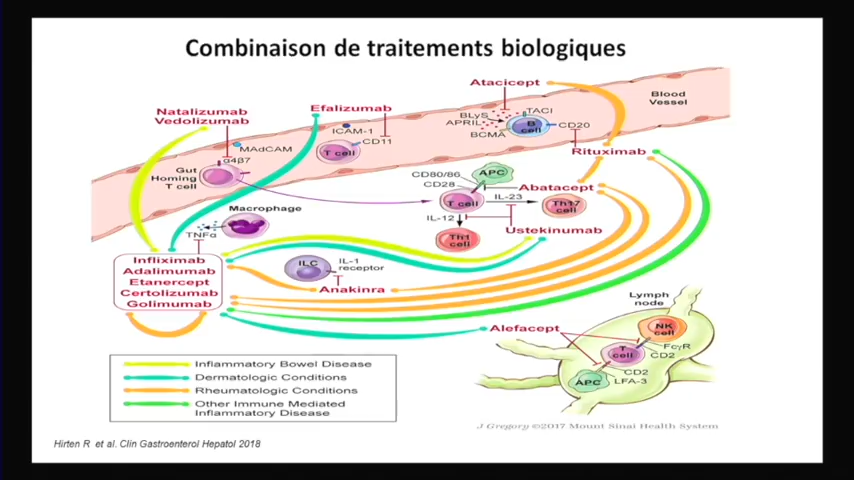 Combinaison de traitements biologiques
Atacicept
Blood
Vessel
Natalizumab
Vedolizumab
Efalizumab
BLyS
APRIL
TACI
B
cell
CD20
BCMA
ICAM-1
CD11
T cell
MAdCAM
α4β7
Gut
Homing
T cell
Rituximab
CD80/86
CD28
APC
T cell
Abatacept
IL-23
Th17
cell
IL-12
Th1
cell
Ustekinumab
Macrophage
TNFα
Infliximab
Adalimumab
Etanercept
Certolizumab
Golimumab
ILC
IL-1
receptor
Anakinra
Lymph
node
Alefacept
NK
cell
FcγR
CD2
T
cell
CD2
LFA-3
APC
Inflammatory Bowel Disease
Dermatologic Conditions
Rheumatologic Conditions
Other Immune Mediated
Inflammatory Disease
J Gregory ©2017 Mount Sinai Health System
Hirten R et al. Clin Gastroenterol Hepatol 2018